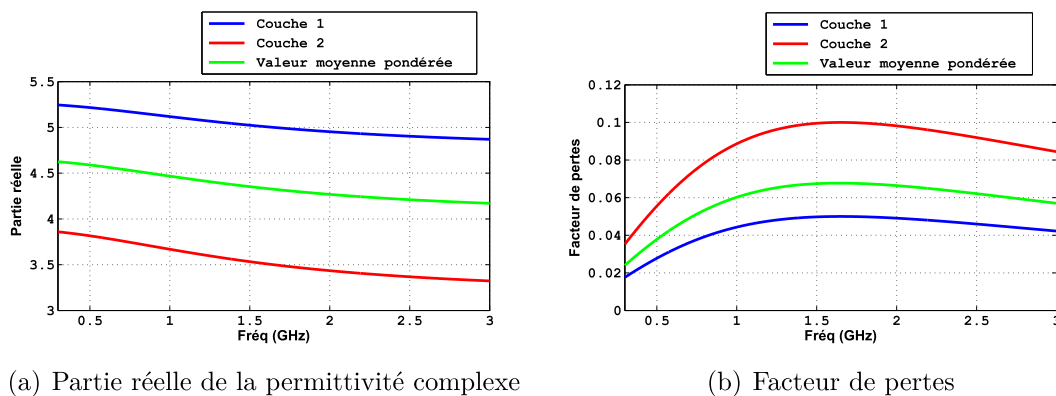 Couche 1
Couche 2
Valeur moyenne pondérée
5.5
5
4.5
4
3.5
3
Partie réelle
0.5 1 1.5 2 2.5 3
Fréq (GHz)
(a) Partie réelle de la permittivité complexe
Couche 1
Couche 2
Valeur moyenne pondérée
0.12
0.1
0.08
0.06
0.04
0.02
0
Facteur de pertes
0.5 1 1.5 2 2.5 3
Fréq (GHz)
(b) Facteur de pertes